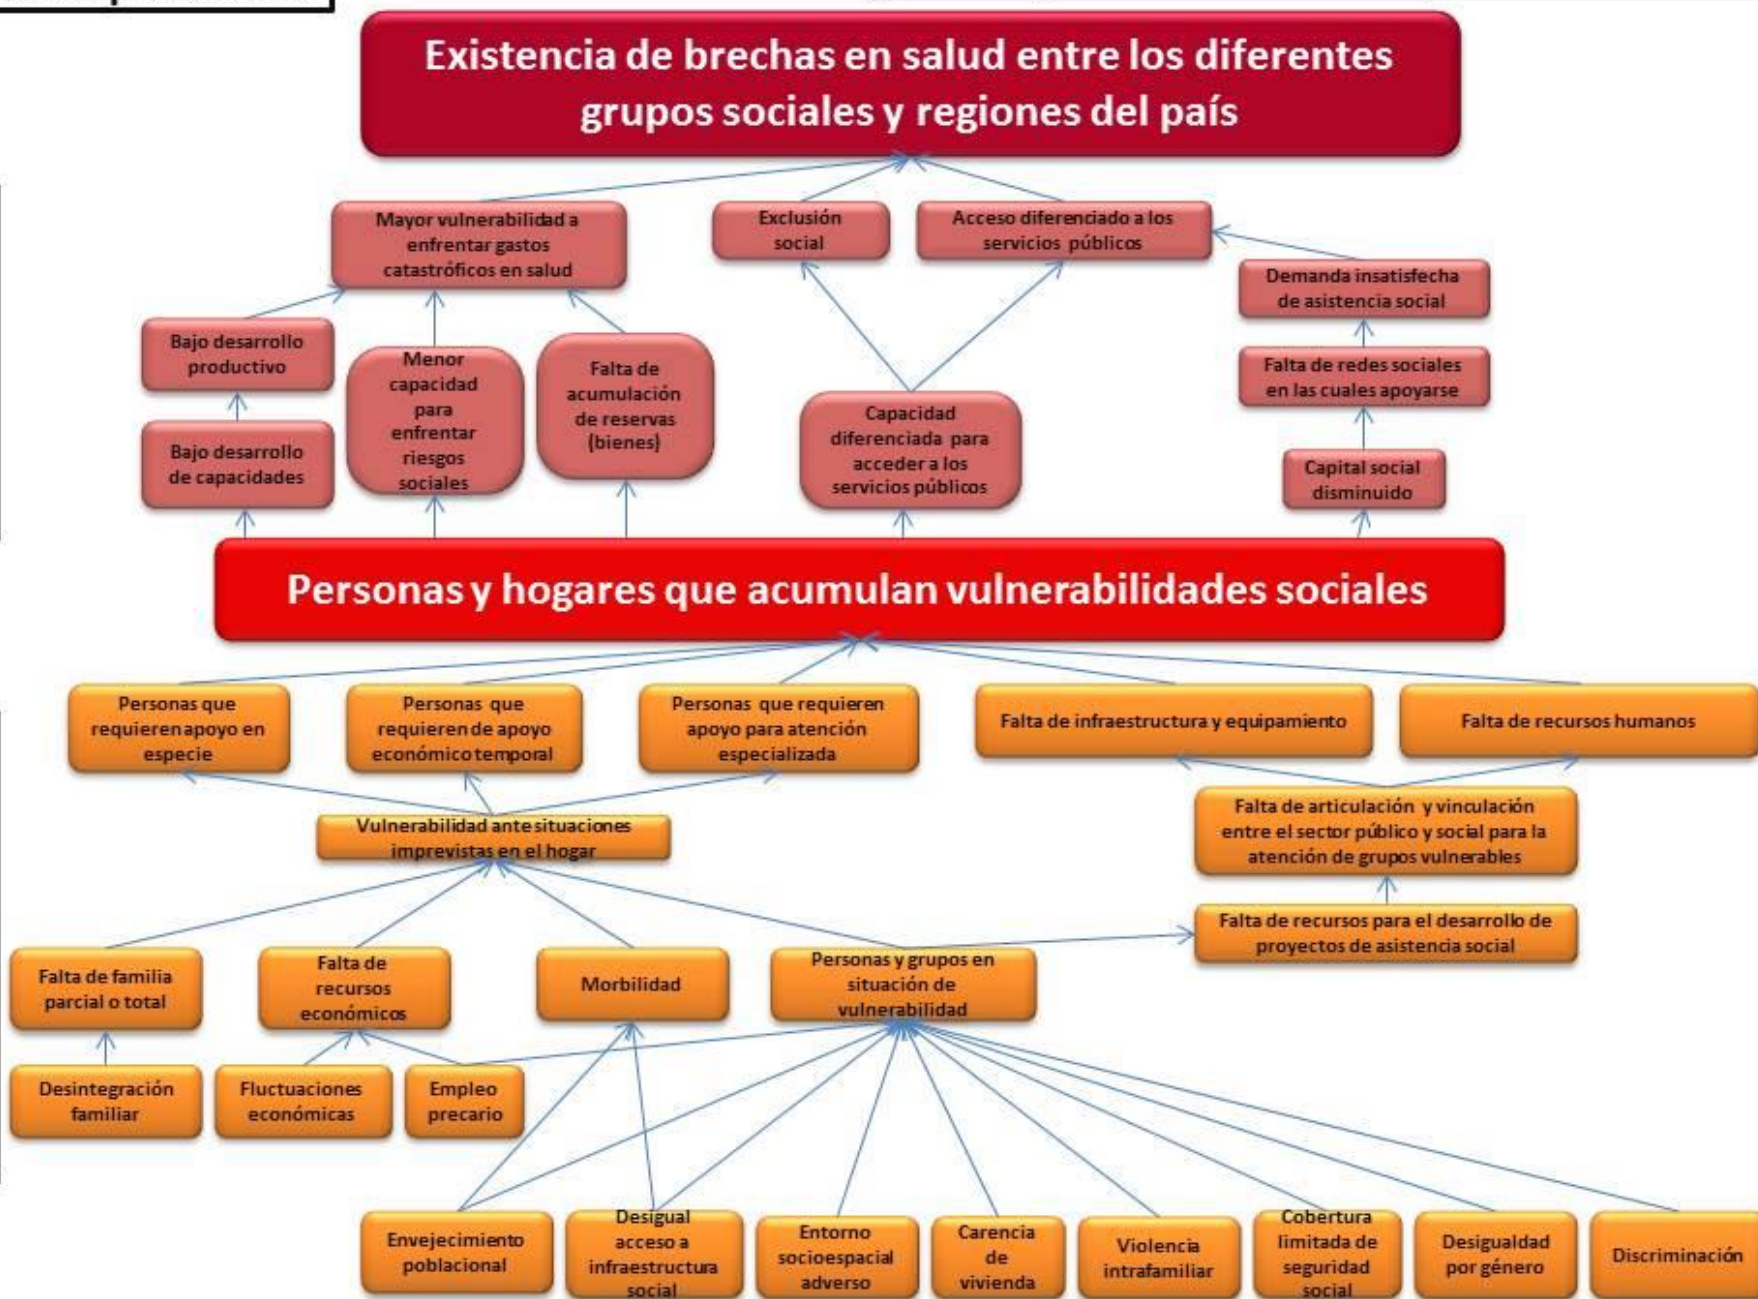 Existencia de brechas en salud entre los diferentes
grupos sociales y regiones del país
Mayor vulnerabilidad a
enfrentar gastos
catastróficos en salud
Exclusión
social
Acceso diferenciado a los
servicios públicos
Demanda insatisfecha
de asistencia social
Bajo desarrollo
productivo
Menor
capacidad
para
enfrentar
riesgos
sociales
Falta de
acumulación
de reservas
(bienes)
Falta de redes sociales
en las cuales apoyarse
Bajo desarrollo
de capacidades
Capacidad
diferenciada para
acceder a los
servicios públicos
Capital social
disminuido
Personas y hogares que acumulan vulnerabilidades sociales
Personas que
requieren apoyo en
especie
Personas que
requieren de apoyo
económico temporal
Personas que requieren
apoyo para atención
especializada
Falta de infraestructura y equipamiento
Falta de recursos humanos
Vulnerabilidad ante situaciones
imprevistas en el hogar
Falta de articulación y vinculación
entre el sector público y social para la
atención de grupos vulnerables
Falta de recursos para el desarrollo de
proyectos de asistencia social
Falta de familia
parcial o total
Falta de
recursos
económicos
Morbilidad
Personas y grupos en
situación de
vulnerabilidad
Desintegración
familiar
Fluctuaciones
económicas
Empleo
precario
Envejecimiento
poblacional
Desigual
acceso a
infraestructura
social
Entorno
socioespacial
adverso
Carencia
de
vivienda
Violencia
intrafamiliar
Cobertura
limitada de
seguridad
social
Desigualdad
por género
Discriminación